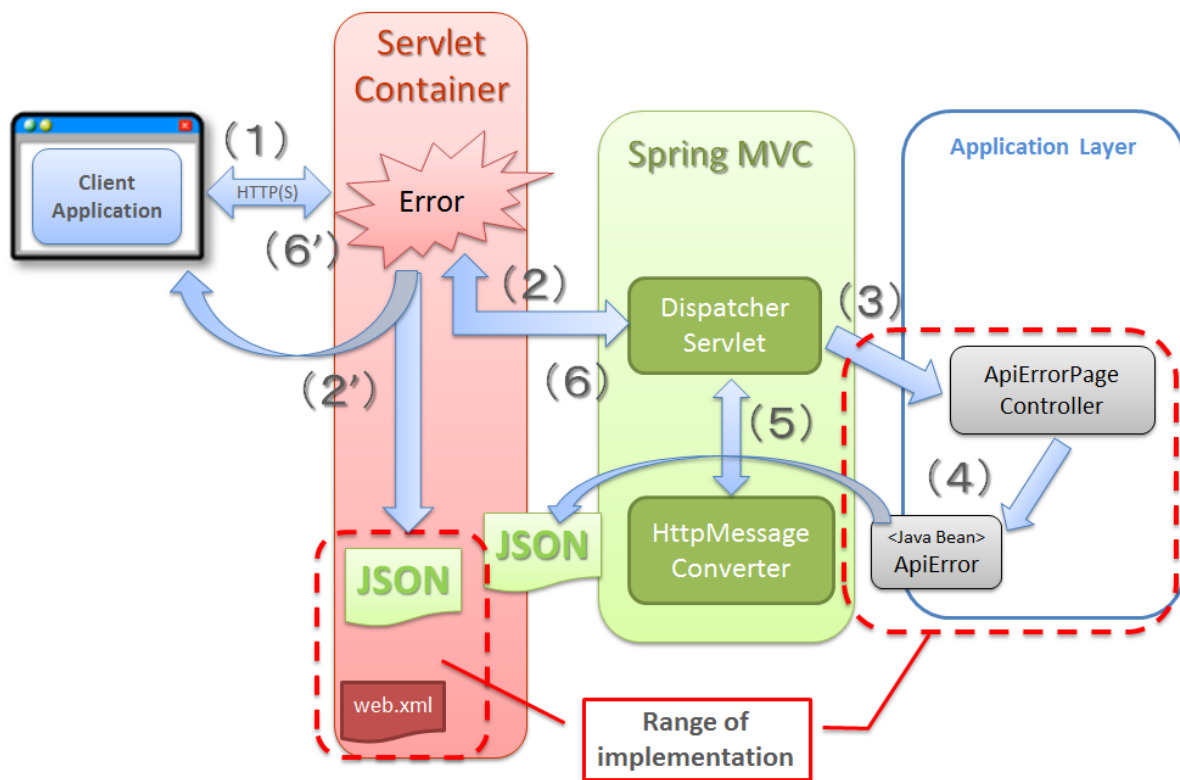 Servlet
Container
Client
Application
(1)
HTTP(S)
(6’)
Error
Spring MVC
Application Layer
(2)
Dispatcher
Servlet
(3)
(2’)
(6)
(5)
ApiErrorPage
Controller
(4)
JSON
JSON
HttpMessage
Converter
<Java Bean>
ApiError
web.xml
Range of
implementation